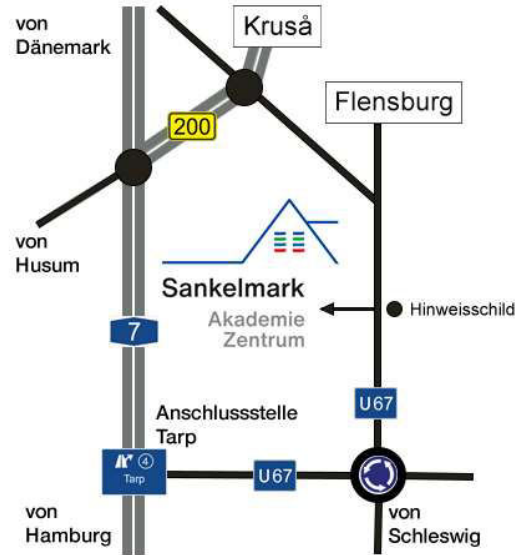 von
Dänemark
Kruså
Flensburg
200
von
Husum
Sankelmark
Akademie
Zentrum
Hinweisschild
7
U67
Anschlussstelle
Tarp
4
Tarp
U67
von
Hamburg
von
Schleswig